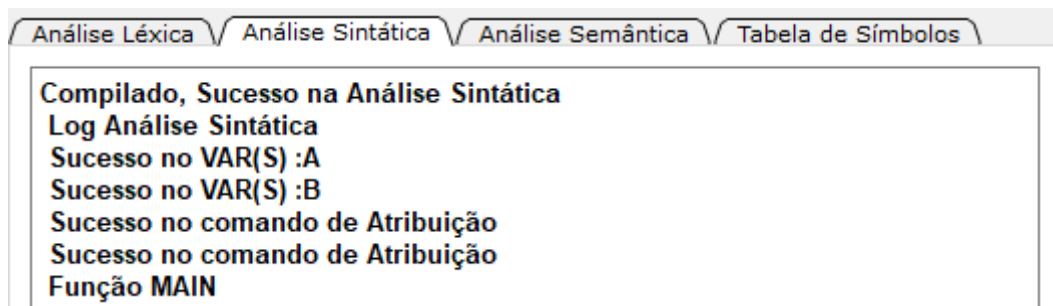 Análise Léxica Análise Sintática Análise Semântica Tabela de Símbolos
Compilado, Sucesso na Análise Sintática
Log Análise Sintática
Sucesso no VAR(S) :A
Sucesso no VAR(S) :B
Sucesso no comando de Atribuição
Sucesso no comando de Atribuição
Função MAIN